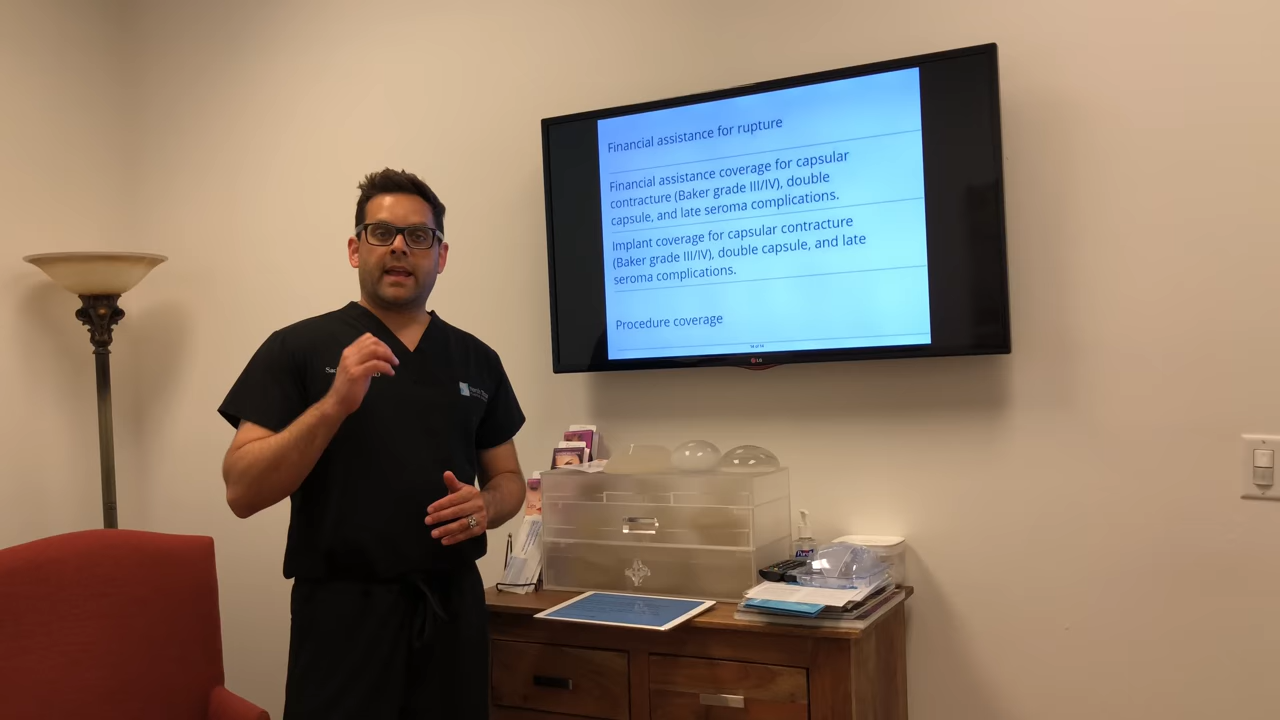 Financial assistance for rupture
Financial assistance coverage for capsular
contracture (Baker grade III/IV), double
capsule, and late seroma complications.
Implant coverage for capsular contracture
(Baker grade III/IV), double capsule, and late
seroma complications.
Procedure coverage
LG